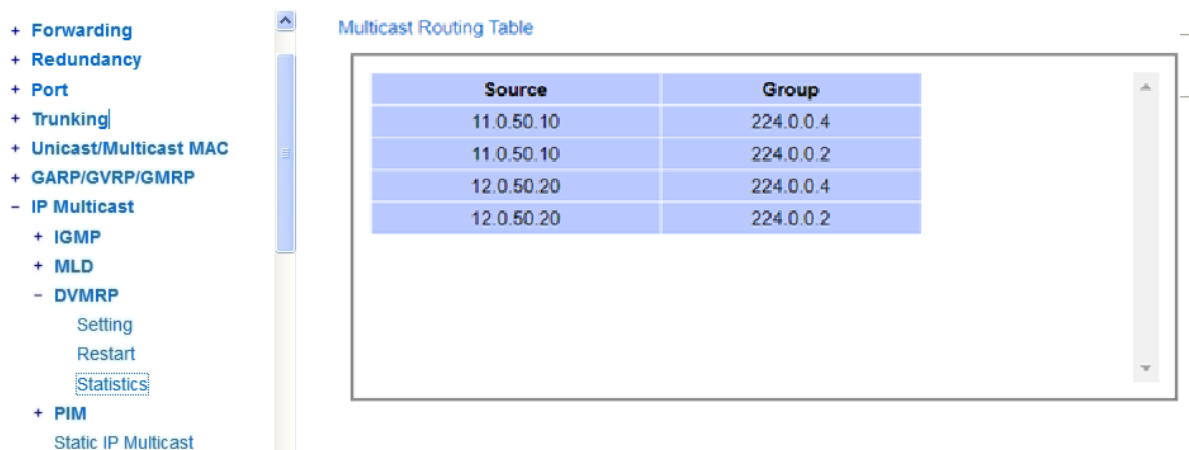 + Forwarding
+ Redundancy
+ Port
+ Trunking
+ Unicast/Multicast MAC
+ GARP/GVRP/GMRP
- IP Multicast
+ IGMP
+ MLD
- DVMRP
Setting
Restart
Statistics
+ PIM
Static IP Multicast
Multicast Routing Table
Source Group
11.0.50.10 224.0.0.4
11.0.50.10 224.0.0.2
12.0.50.20 224.0.0.4
12.0.50.20 224.0.0.2